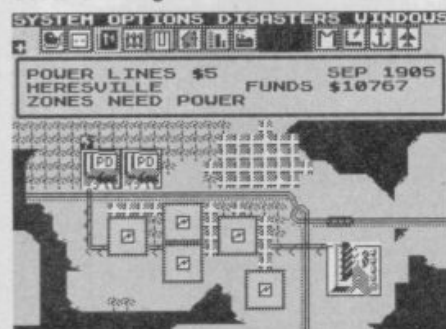 SYSTEM OPTIONS DISASTERS WINDOWS
POWER LINES $5 SEP 1905
HERESVILLE FUNDS $10767
ZONES NEED POWER
PD PD